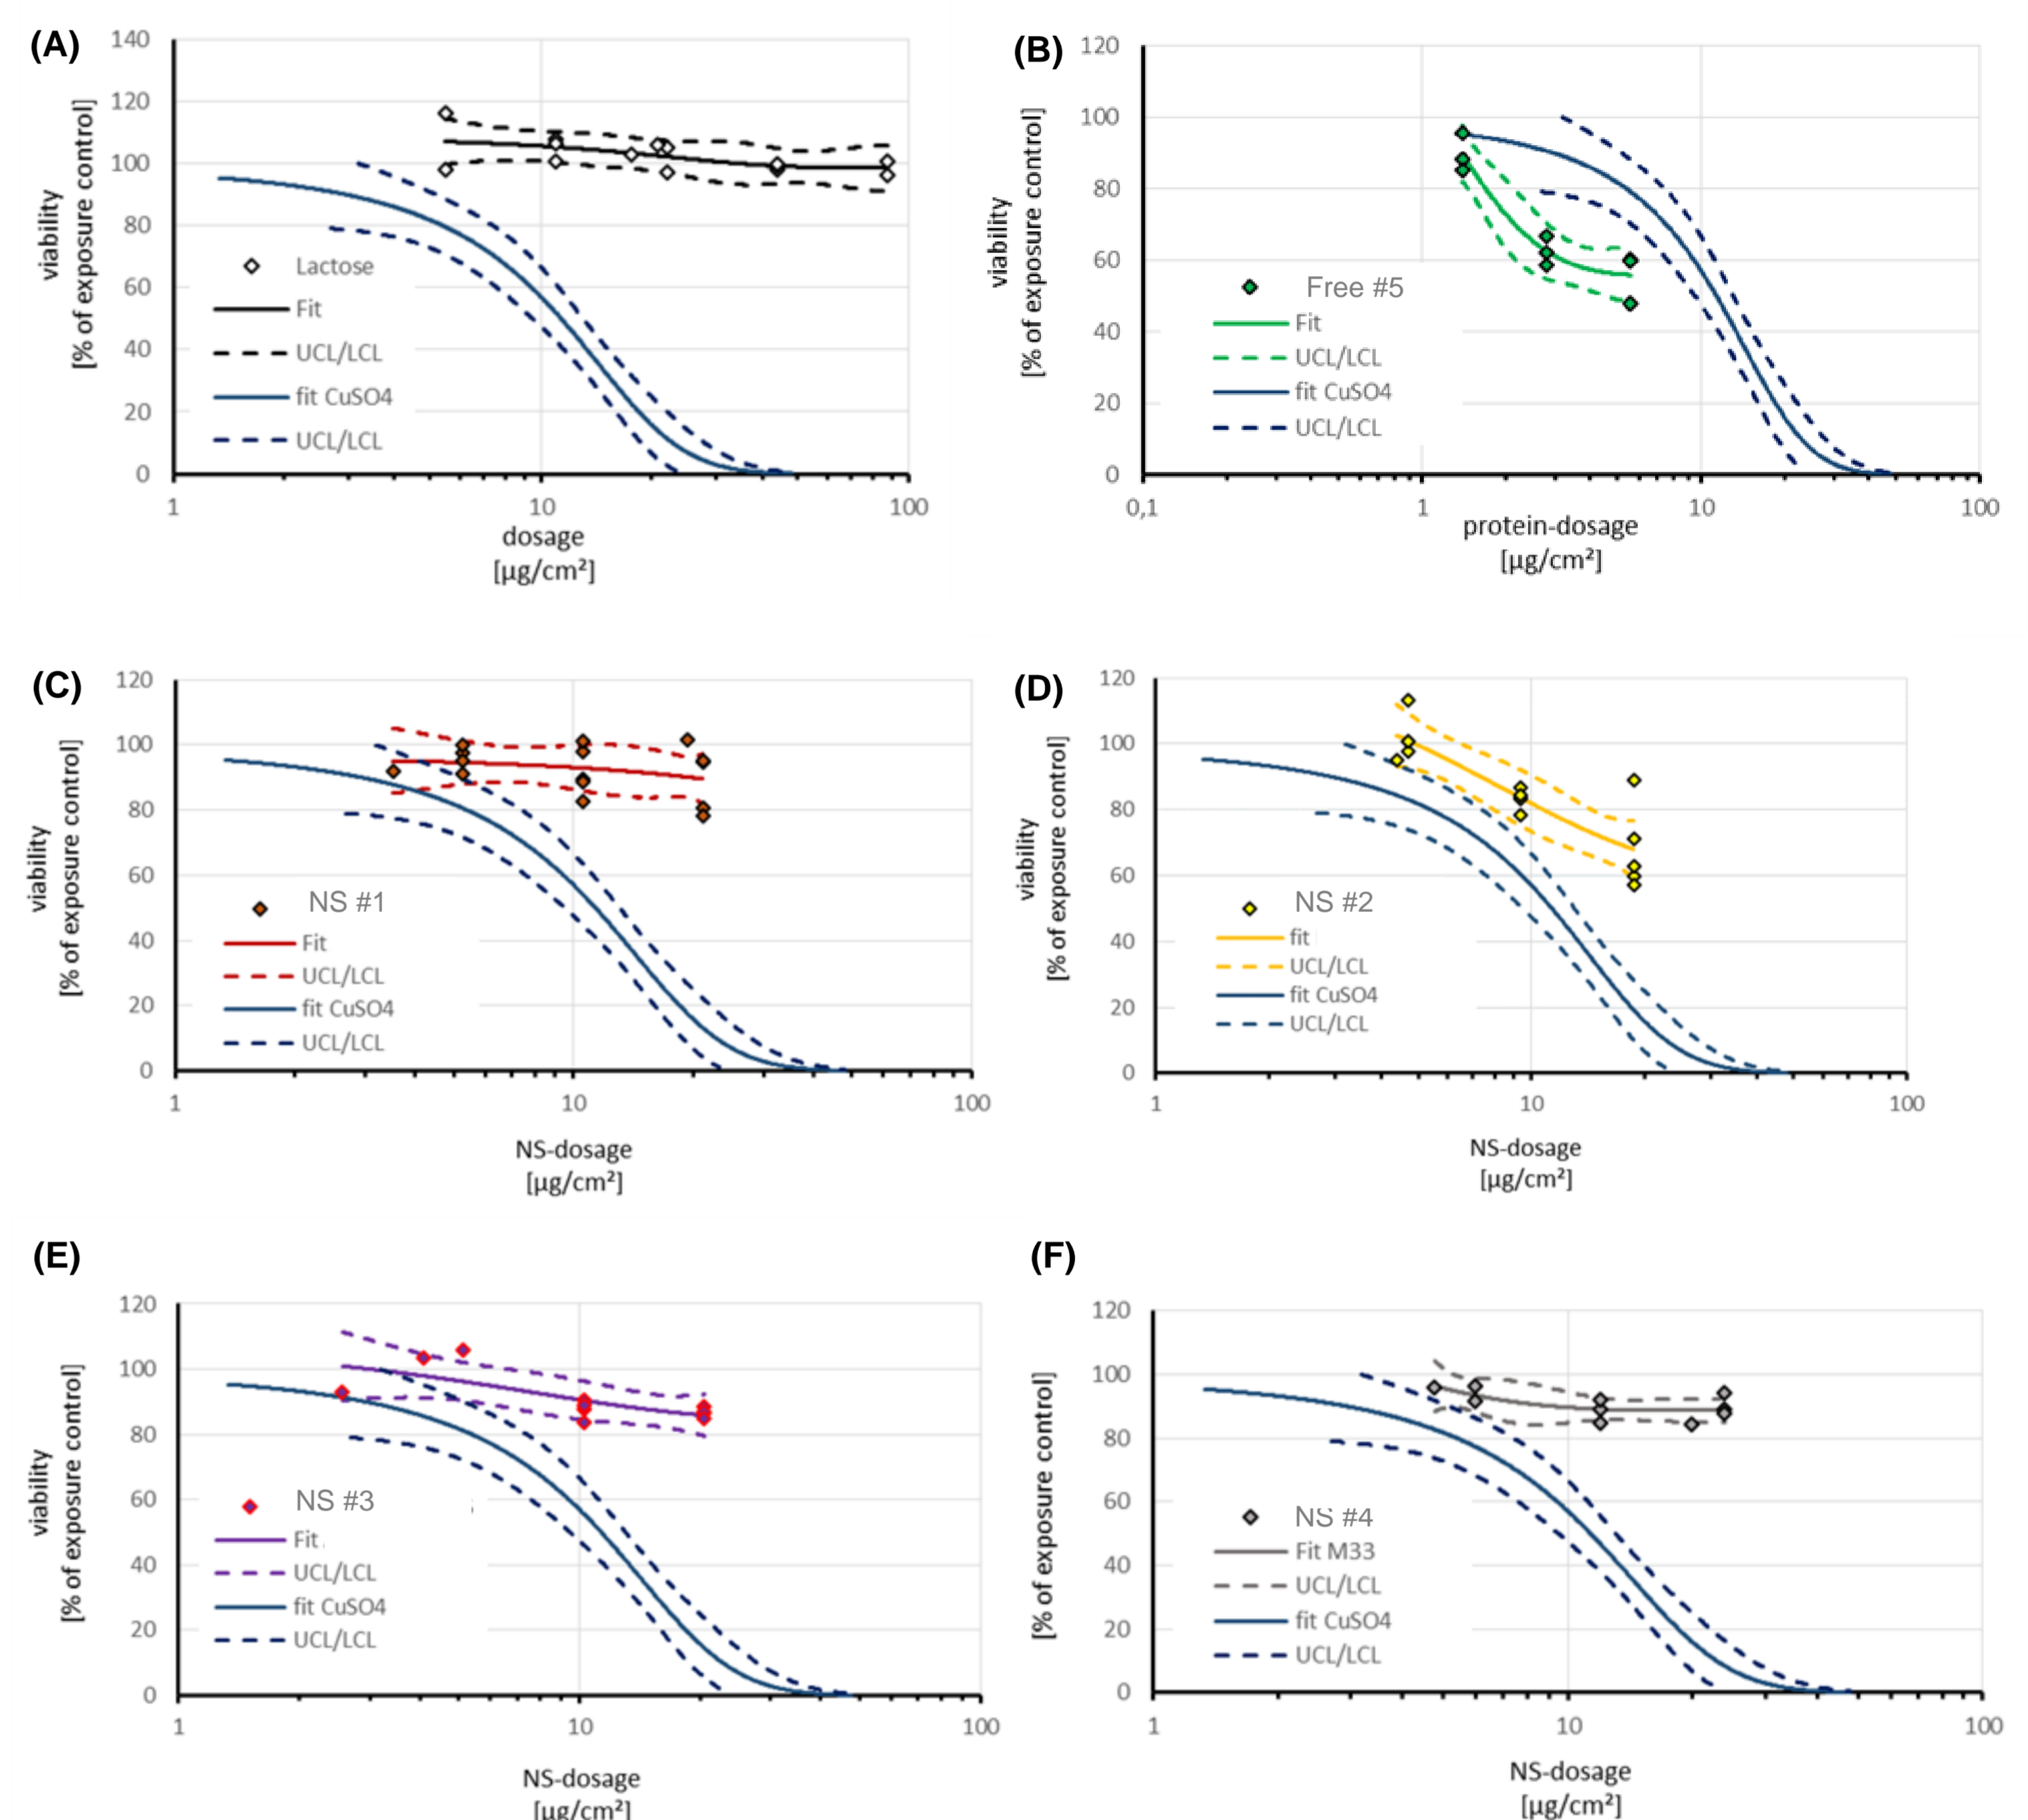 (A)
140
120
100
80
60
40
20
0
viability
[% of exposure control]
Lactose
Fit
UCL/LCL
fit CuSO4
UCL/LCL
1
10
100
dosage
[µg/cm²]
(B)
120
100
80
60
40
20
0
viability
[% of exposure control]
Free #5
Fit
UCL/LCL
fit CuSO4
UCL/LCL
0,1
1
10
100
protein-dosage
[µg/cm²]
(C)
120
100
80
60
40
20
0
viability
[% of exposure control]
NS #1
Fit
UCL/LCL
fit CuSO4
UCL/LCL
1
10
100
NS-dosage
[µg/cm²]
(D)
120
100
80
60
40
20
0
viability
[% of exposure control]
NS #2
fit
UCL/LCL
fit CuSO4
UCL/LCL
1
10
100
NS-dosage
[µg/cm²]
(E)
120
100
80
60
40
20
0
viability
[% of exposure control]
NS #3
Fit
UCL/LCL
fit CuSO4
UCL/LCL
1
10
100
NS-dosage
[µg/cm²]
(F)
120
100
80
60
40
20
0
viability
[% of exposure control]
NS #4
Fit M33
UCL/LCL
fit CuSO4
UCL/LCL
1
10
100
NS-dosage
[µg/cm²]